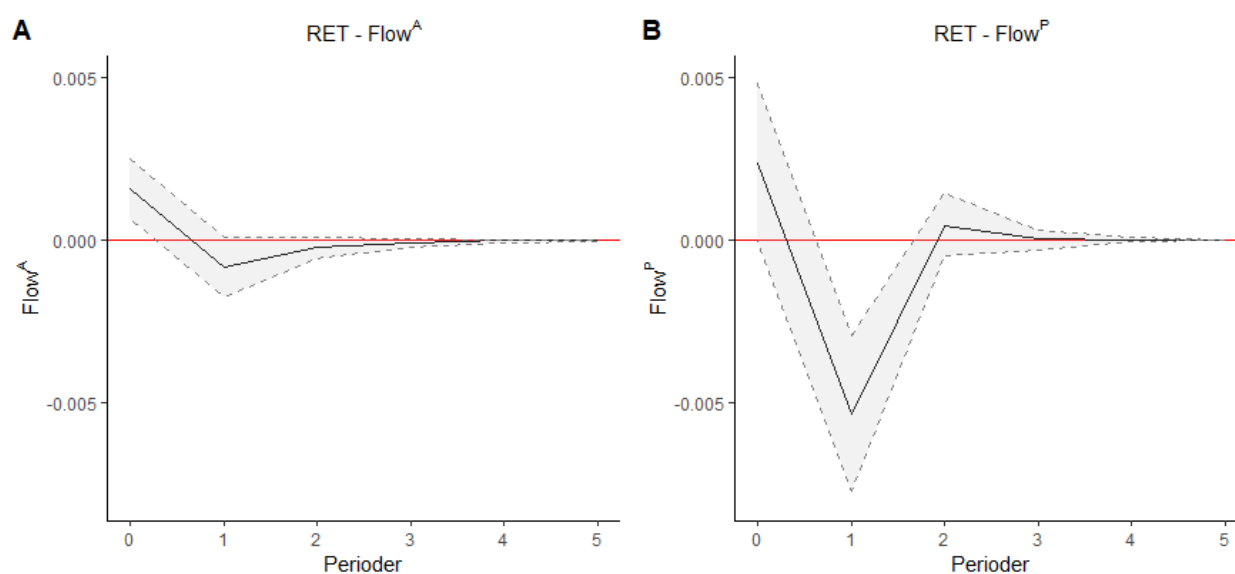 A
RET - Flow^A
0.005
0.000
-0.005
Flow^A
0 1 2 3 4 5
Perioder
B
RET - Flow^P
0.005
0.000
-0.005
Flow^P
0 1 2 3 4 5
Perioder